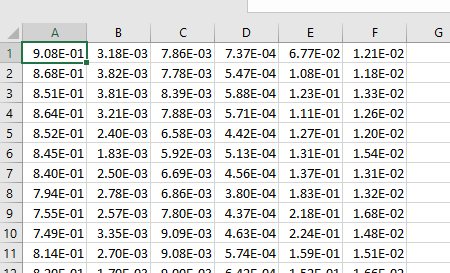 A B C D E F G
1 9.08E-01 3.18E-03 7.86E-03 7.37E-04 6.77E-02 1.21E-02
2 8.68E-01 3.82E-03 7.78E-03 5.47E-04 1.08E-01 1.18E-02
3 8.51E-01 3.81E-03 8.39E-03 5.88E-04 1.23E-01 1.33E-02
4 8.64E-01 3.21E-03 7.88E-03 5.71E-04 1.11E-01 1.26E-02
5 8.52E-01 2.40E-03 6.58E-03 4.42E-04 1.27E-01 1.20E-02
6 8.45E-01 1.83E-03 5.92E-03 5.13E-04 1.31E-01 1.54E-02
7 8.40E-01 2.50E-03 6.69E-03 4.56E-04 1.37E-01 1.31E-02
8 7.94E-01 2.78E-03 6.86E-03 3.80E-04 1.83E-01 1.32E-02
9 7.55E-01 2.57E-03 7.80E-03 4.37E-04 2.18E-01 1.68E-02
10 7.49E-01 3.35E-03 9.09E-03 4.63E-04 2.24E-01 1.48E-02
11 8.14E-01 2.70E-03 9.08E-03 5.74E-04 1.59E-01 1.51E-02
12